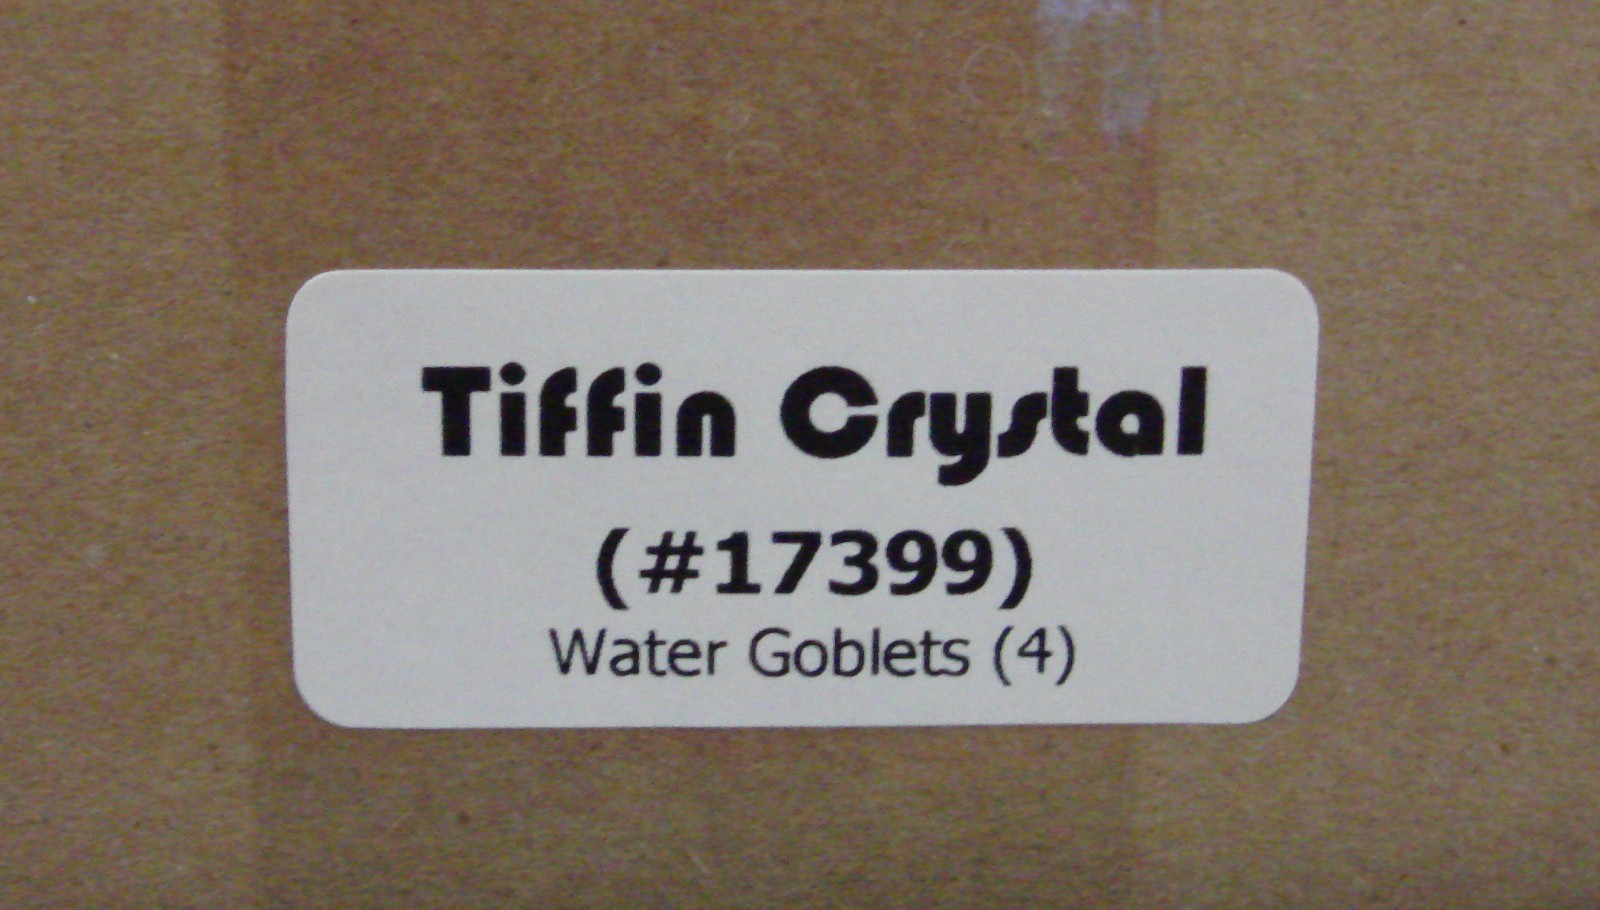 Tiffin Crystal
(#17399)
Water Goblets (4)